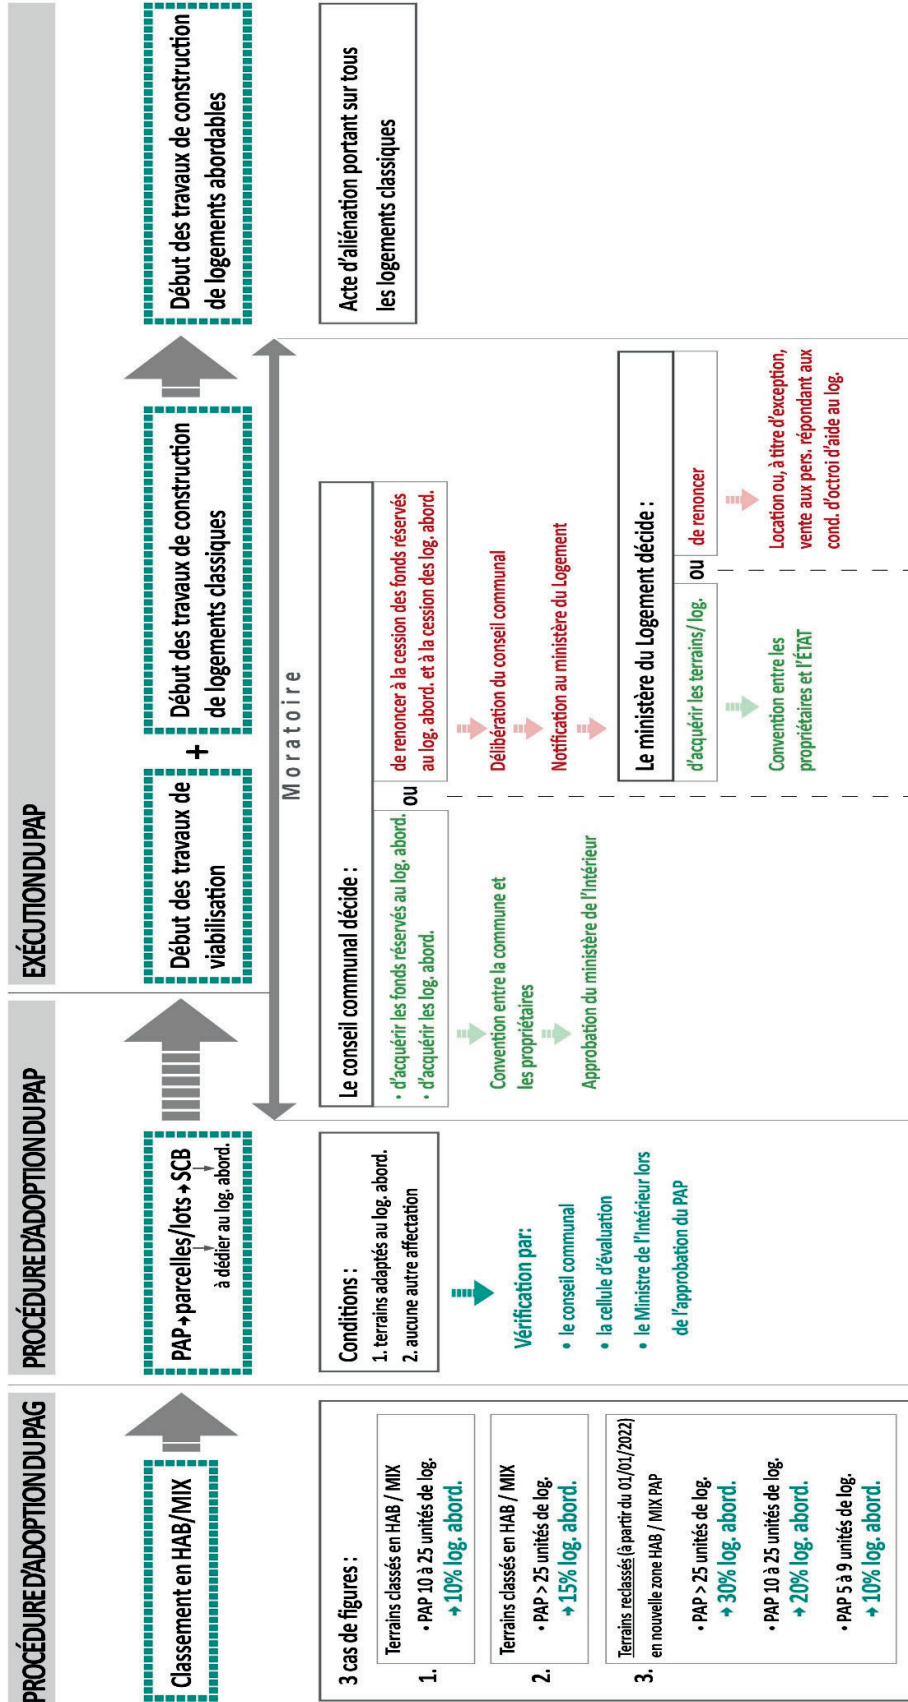 PROCÉDURE D'ADOPTION DU PAG
Classement en HAB/MIX
3 cas de figures :
1.
Terrains classés en HAB / MIX
• PAP 10 à 25 unités de log.
→ 10% log. abord.
2.
Terrains classés en HAB / MIX
• PAP > 25 unités de log.
→ 15% log. abord.
3.
Terrains reclassés (à partir du 01/01/2022)
en nouvelle zone HAB / MIX PAP
• PAP > 25 unités de log.
→ 30% log. abord.
• PAP 10 à 25 unités de log.
→ 20% log. abord.
• PAP 5 à 9 unités de log.
→ 10% log. abord.
PROCÉDURE D'ADOPTION DU PAP
PAP→parcelles/lots→SCB
à dédier au log. abord.
Conditions :
1. terrains adaptés au log. abord.
2. aucune autre affectation
Vérification par:
• le conseil communal
• la cellule d'évaluation
• le Ministre de l'Intérieur lors
de l'approbation du PAP
EXÉCUTION DU PAP
Début des travaux de
viabilisation
+
Début des travaux de construction
de logements classiques
Début des travaux de construction
de logements abordables
Moratoire
Le conseil communal décide :
• d'acquérir les fonds réservés au log. abord.
• d'acquérir les log. abord.
ou
de renoncer à la cession des fonds réservés
au log. abord. et à la cession des log. abord.
Convention entre la commune et
les propriétaires
Approbation du ministère de l'Intérieur
Délibération du conseil communal
Notification au ministère du Logement
Le ministère du Logement décide :
d'acquérir les terrains/ log.
ou
de renoncer
Convention entre les
propriétaires et l'ÉTAT
Location ou, à titre d'exception,
vente aux pers. répondant aux
cond. d'octroi d'aide au log.
Acte d'aliénation portant sur tous
les logements classiques